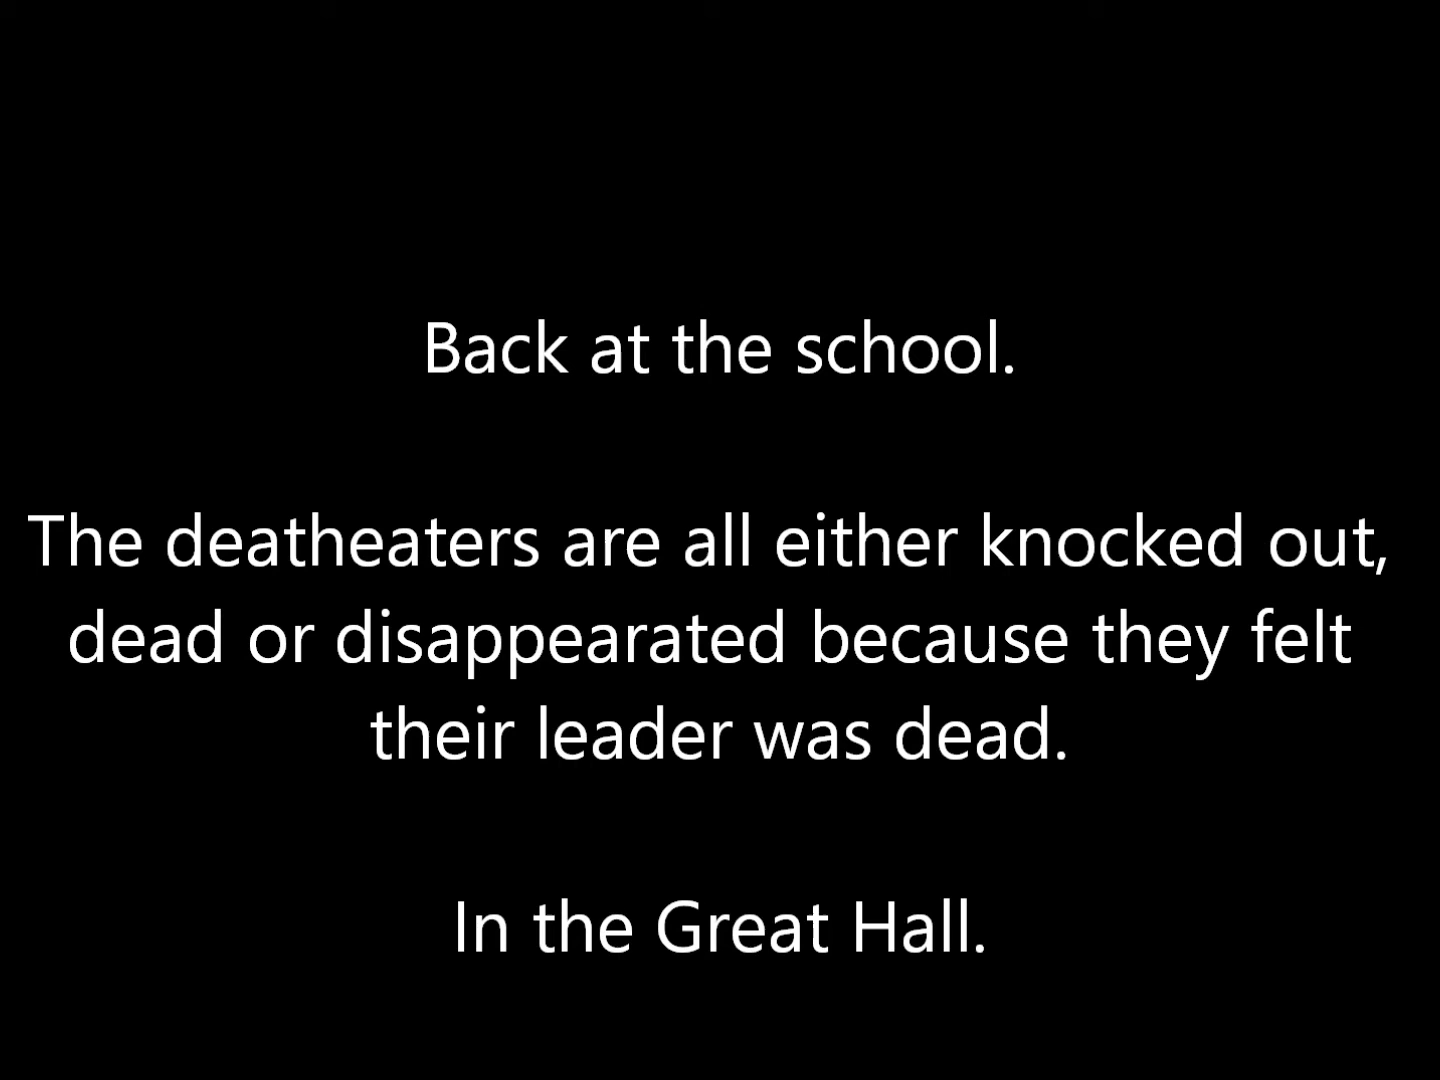 Back at the school.
The deatheaters are all either knocked out,
dead or disappearated because they felt
their leader was dead.
In the Great Hall.